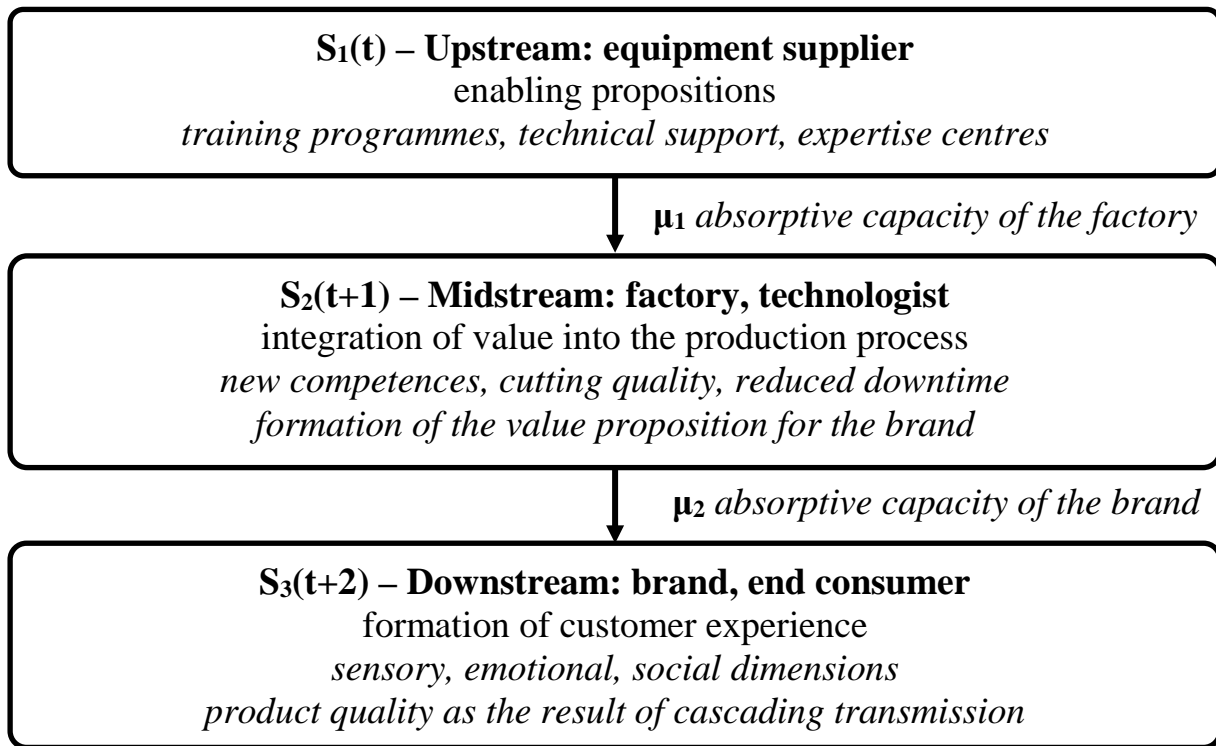 S₁(t) – Upstream: equipment supplier
enabling propositions
training programmes, technical support, expertise centres
μ₁ absorptive capacity of the factory
S₂(t+1) – Midstream: factory, technologist
integration of value into the production process
new competences, cutting quality, reduced downtime
formation of the value proposition for the brand
μ₂ absorptive capacity of the brand
S₃(t+2) – Downstream: brand, end consumer
formation of customer experience
sensory, emotional, social dimensions
product quality as the result of cascading transmission